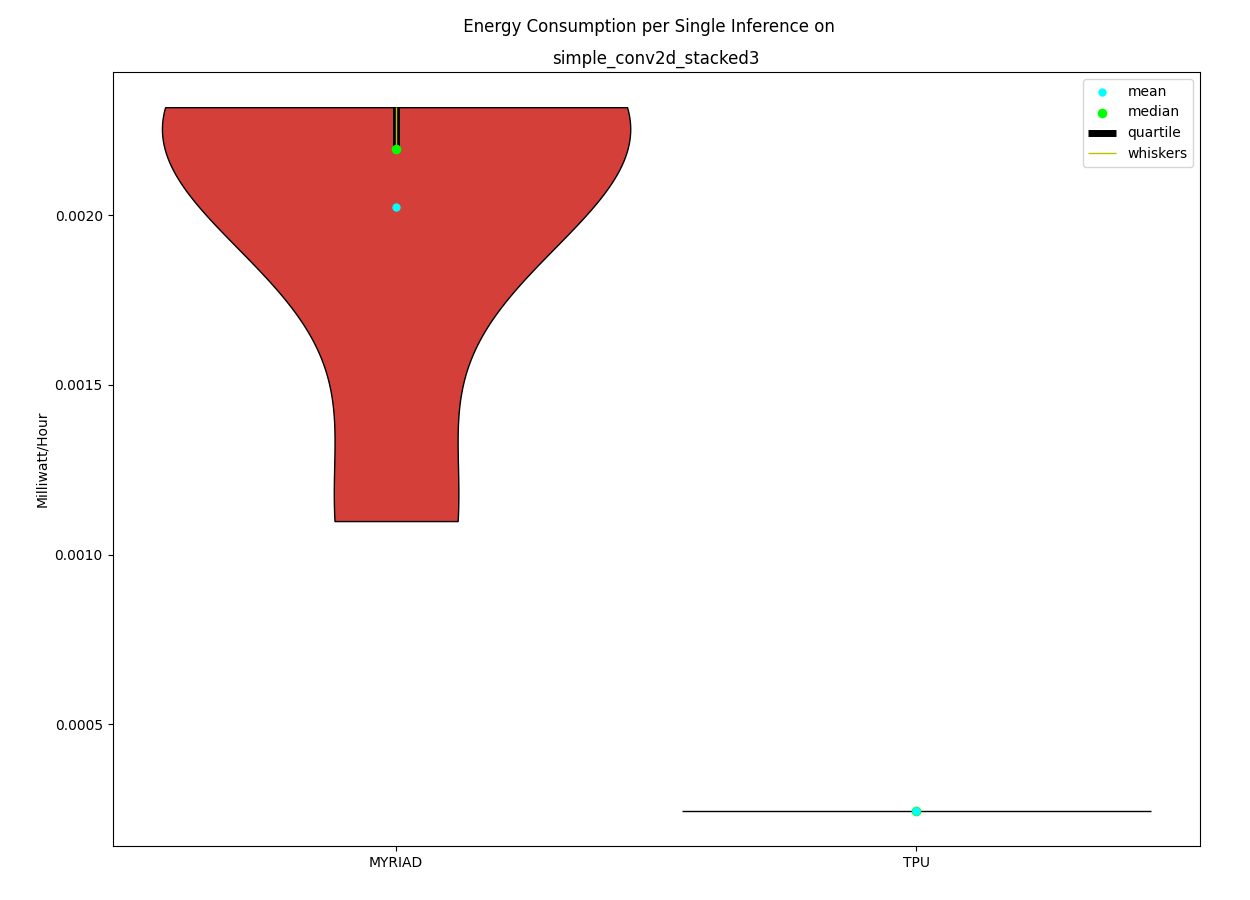 Energy Consumption per Single Inference on
simple_conv2d_stacked3
mean
median
quartile
whiskers
Milliwatt/Hour
0.0020
0.0015
0.0010
0.0005
MYRIAD
TPU